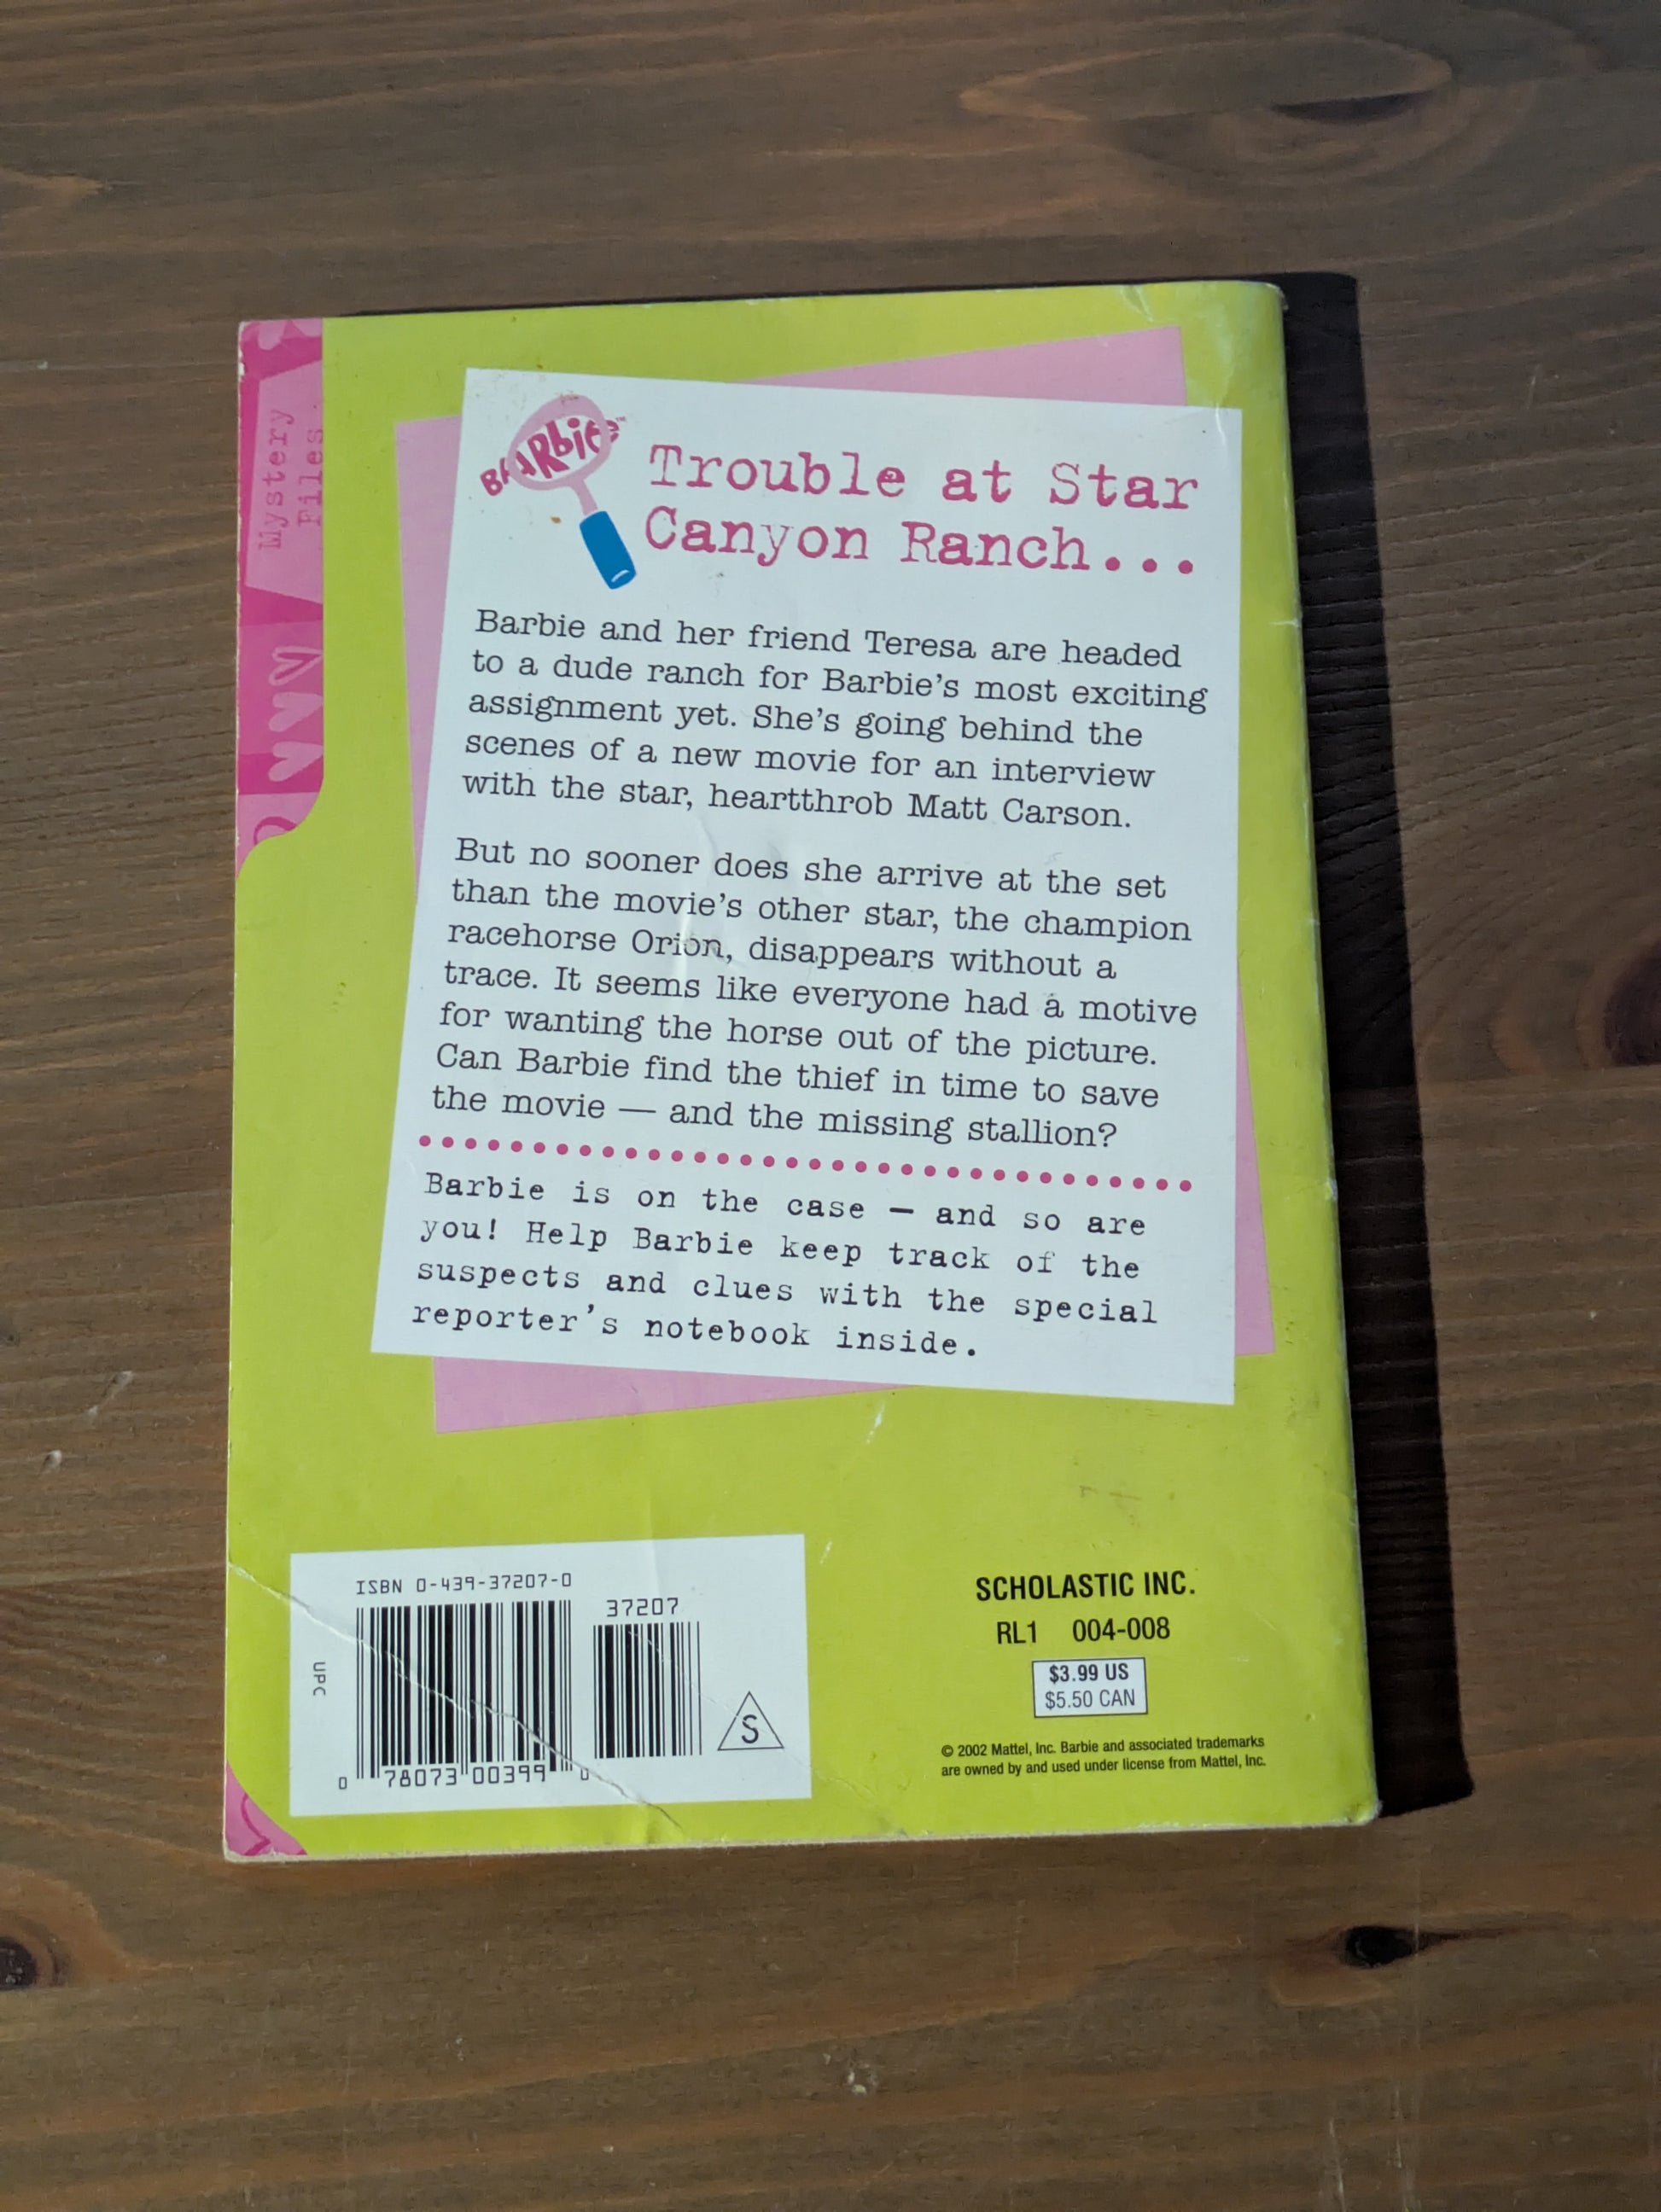 Mystery
Files
BARbie™
Trouble at Star
Canyon Ranch...
Barbie and her friend Teresa are headed
to a dude ranch for Barbie's most exciting
assignment yet. She's going behind the
scenes of a new movie for an interview
with the star, heartthrob Matt Carson.
But no sooner does she arrive at the set
than the movie's other star, the champion
racehorse Orion, disappears without a
trace. It seems like everyone had a motive
for wanting the horse out of the picture.
Can Barbie find the thief in time to save
the movie — and the missing stallion?
Barbie is on the case — and so are
you! Help Barbie keep track of the
suspects and clues with the special
reporter's notebook inside.
ISBN 0-439-37207-0
37207
UPC
0 78073 00399 0
S
SCHOLASTIC INC.
RL1 004-008
$3.99 US
$5.50 CAN
© 2002 Mattel, Inc. Barbie and associated trademarks
are owned by and used under license from Mattel, Inc.